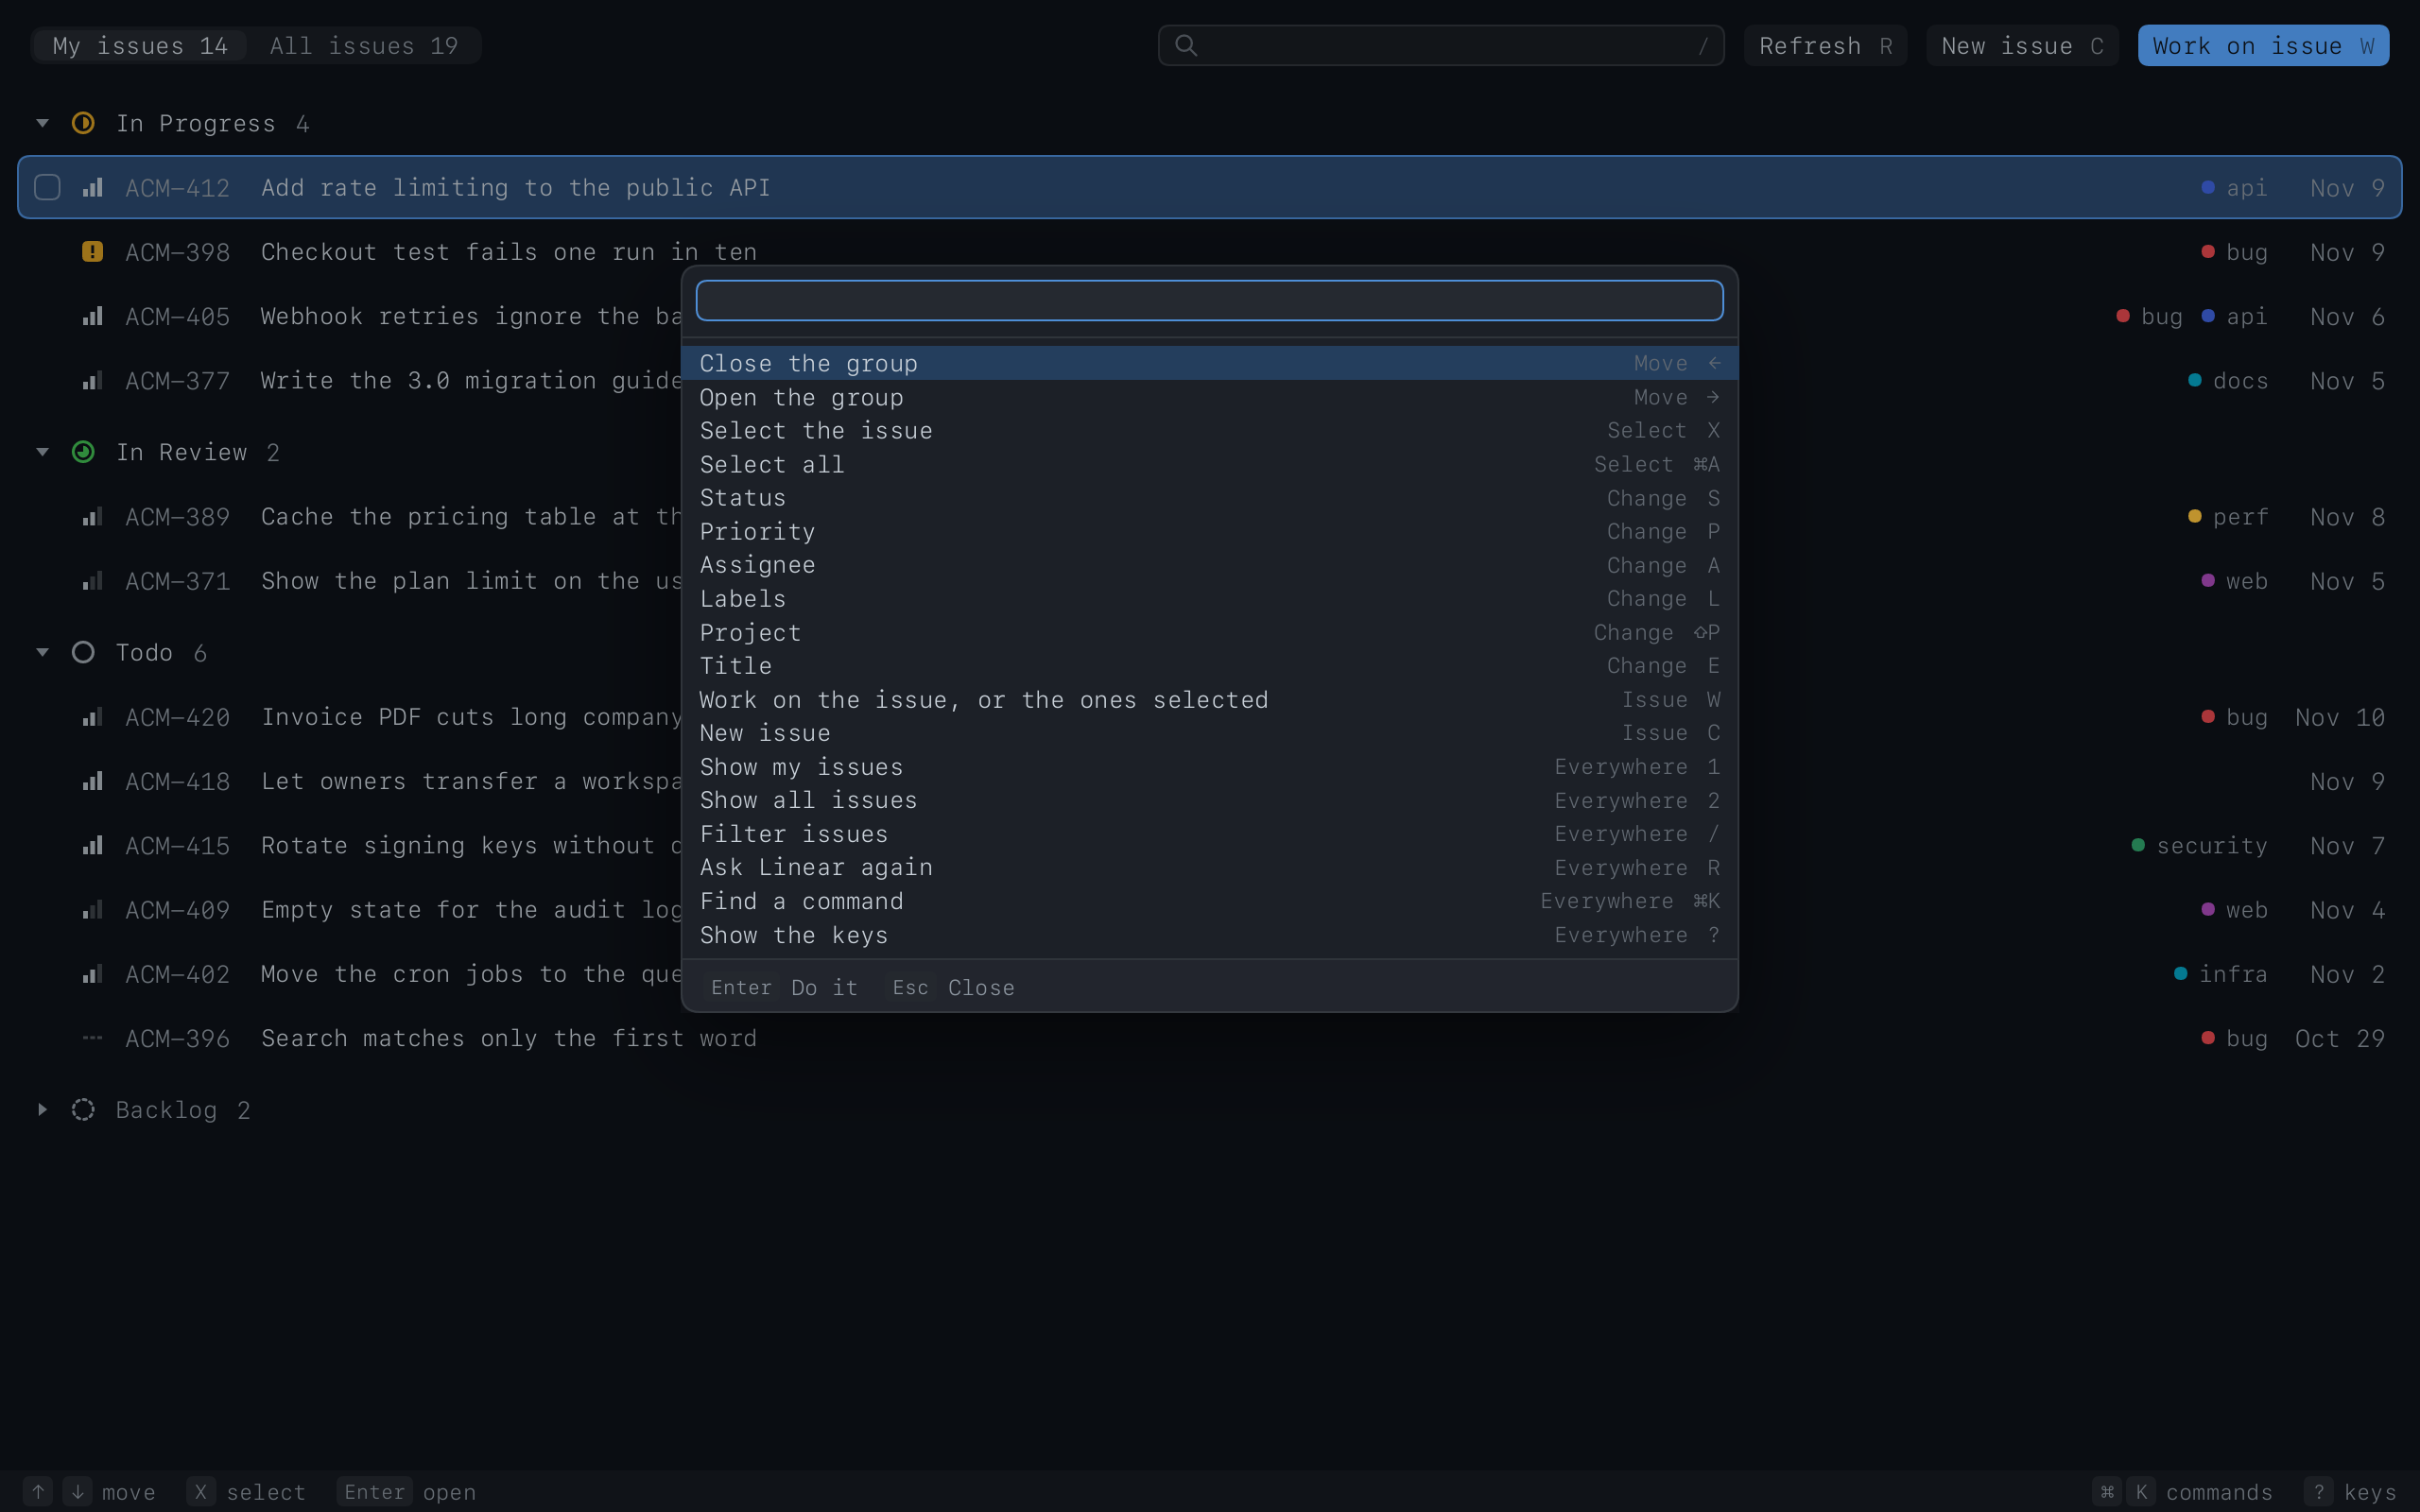 My issues 14 All issues 19 / Refresh R New issue C Work on issue W
In Progress 4
ACM-412 Add rate limiting to the public API api Nov 9
ACM-398 Checkout test fails one run in ten bug Nov 9
ACM-405 Webhook retries ignore the ba bug api Nov 6
ACM-377 Write the 3.0 migration guide docs Nov 5
In Review 2
ACM-389 Cache the pricing table at th perf Nov 8
ACM-371 Show the plan limit on the us web Nov 5
Todo 6
ACM-420 Invoice PDF cuts long company bug Nov 10
ACM-418 Let owners transfer a workspa Nov 9
ACM-415 Rotate signing keys without security Nov 7
ACM-409 Empty state for the audit log web Nov 4
ACM-402 Move the cron jobs to the que infra Nov 2
ACM-396 Search matches only the first word bug Oct 29
Backlog 2
Close the group Move ←
Open the group Move →
Select the issue Select X
Select all Select ⌘A
Status Change S
Priority Change P
Assignee Change A
Labels Change L
Project Change ⇧P
Title Change E
Work on the issue, or the ones selected Issue W
New issue Issue C
Show my issues Everywhere 1
Show all issues Everywhere 2
Filter issues Everywhere /
Ask Linear again Everywhere R
Find a command Everywhere ⌘K
Show the keys Everywhere ?
Enter Do it Esc Close
↑ ↓ move X select Enter open ⌘ K commands ? keys